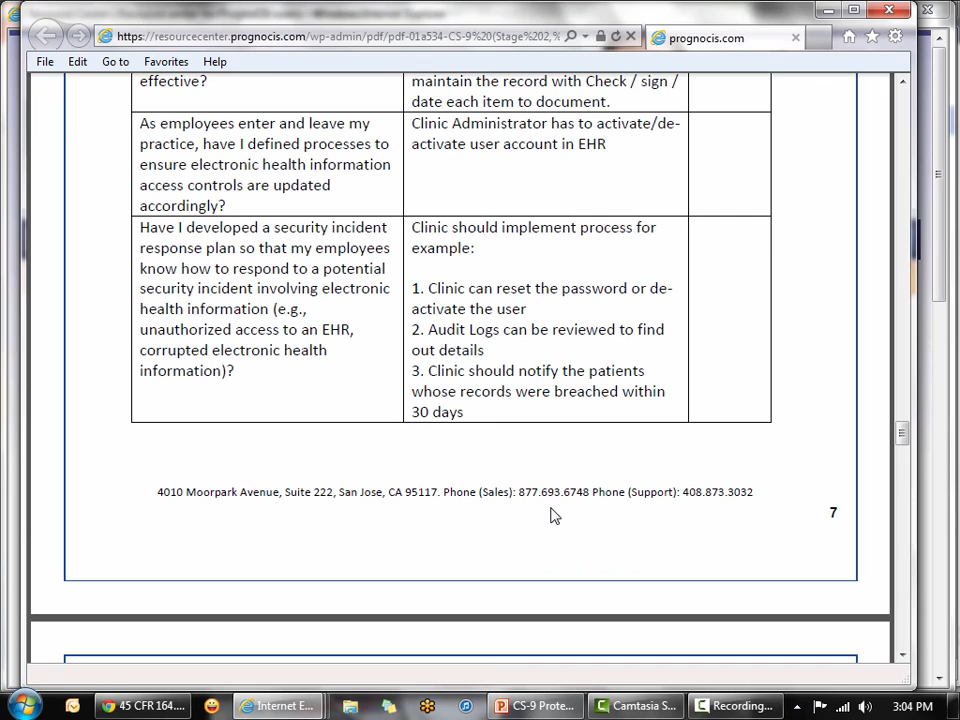 https://resourcecenter.prognocis.com/wp-admin/pdf/pdf-01a534-CS-9%20(Stage%202,%
prognocis.com
File Edit Go to Favorites Help
effective?
maintain the record with Check / sign /
date each item to document.
As employees enter and leave my
practice, have I defined processes to
ensure electronic health information
access controls are updated
accordingly?
Clinic Administrator has to activate/de-
activate user account in EHR
Have I developed a security incident
response plan so that my employees
know how to respond to a potential
security incident involving electronic
health information (e.g.,
unauthorized access to an EHR,
corrupted electronic health
information)?
Clinic should implement process for
example:
1. Clinic can reset the password or de-
activate the user
2. Audit Logs can be reviewed to find
out details
3. Clinic should notify the patients
whose records were breached within
30 days
4010 Moorpark Avenue, Suite 222, San Jose, CA 95117. Phone (Sales): 877.693.6748 Phone (Support): 408.873.3032
7
45 CFR 164....
Internet E...
CS-9 Prote...
Camtasia S...
Recording...
3:04 PM